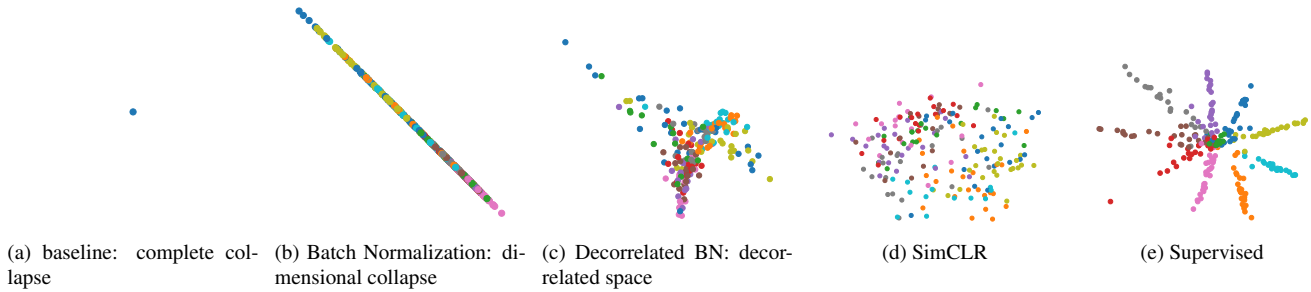 (a) baseline: complete col-
lapse
(b) Batch Normalization: di-
mensional collapse
(c) Decorrelated BN: decor-
related space
(d) SimCLR
(e) Supervised